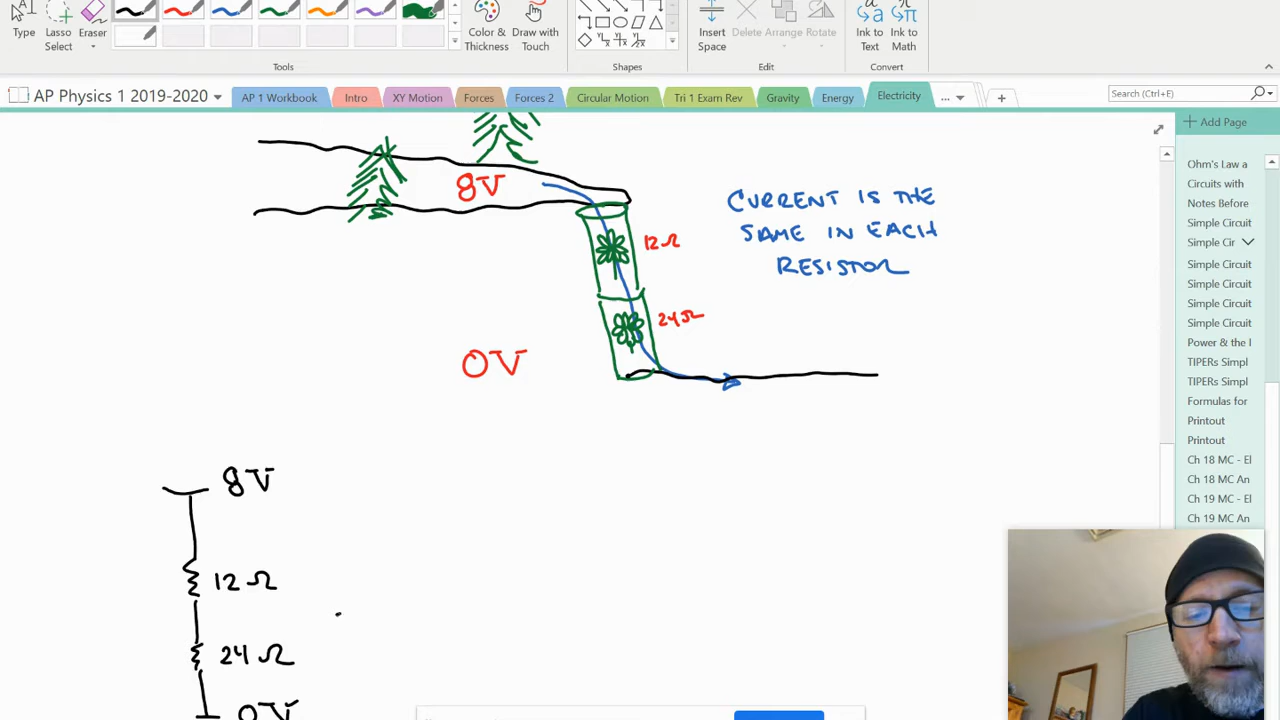 Type
Lasso Select
Eraser
Color & Thickness
Draw with Touch
Insert Space
Delete
Arrange
Rotate
Ink to Text
Ink to Math
Tools
Shapes
Edit
Convert
AP Physics 1 2019-2020
AP 1 Workbook
Intro
XY Motion
Forces
Forces 2
Circular Motion
Tri 1 Exam Rev
Gravity
Energy
Electricity
...
Search (Ctrl+E)
Add Page
Ohm's Law a
Circuits with
Notes Before
Simple Circuit
Simple Cir
Simple Circuit
Simple Circuit
Simple Circuit
Simple Circuit
Power & the I
TIPERs Simpl
TIPERs Simpl
Formulas for
Printout
Printout
Ch 18 MC - El
Ch 18 MC An
Ch 19 MC - El
Ch 19 MC An
8V
12Ω
24Ω
0V
CURRENT IS THE
SAME IN EACH
RESISTOR
8V
12 Ω
24 Ω
0V